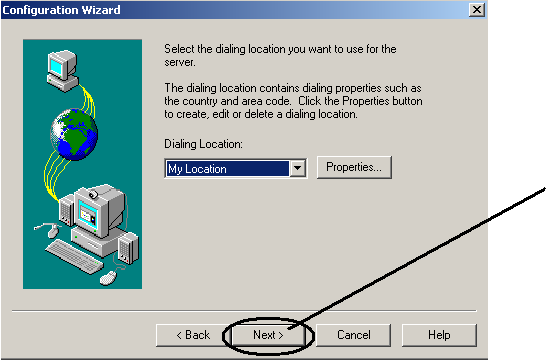 Configuration Wizard
Select the dialing location you want to use for the
server.
The dialing location contains dialing properties such as
the country and area code. Click the Properties button
to create, edit or delete a dialing location.
Dialing Location:
My Location
Properties...
< Back
Next >
Cancel
Help